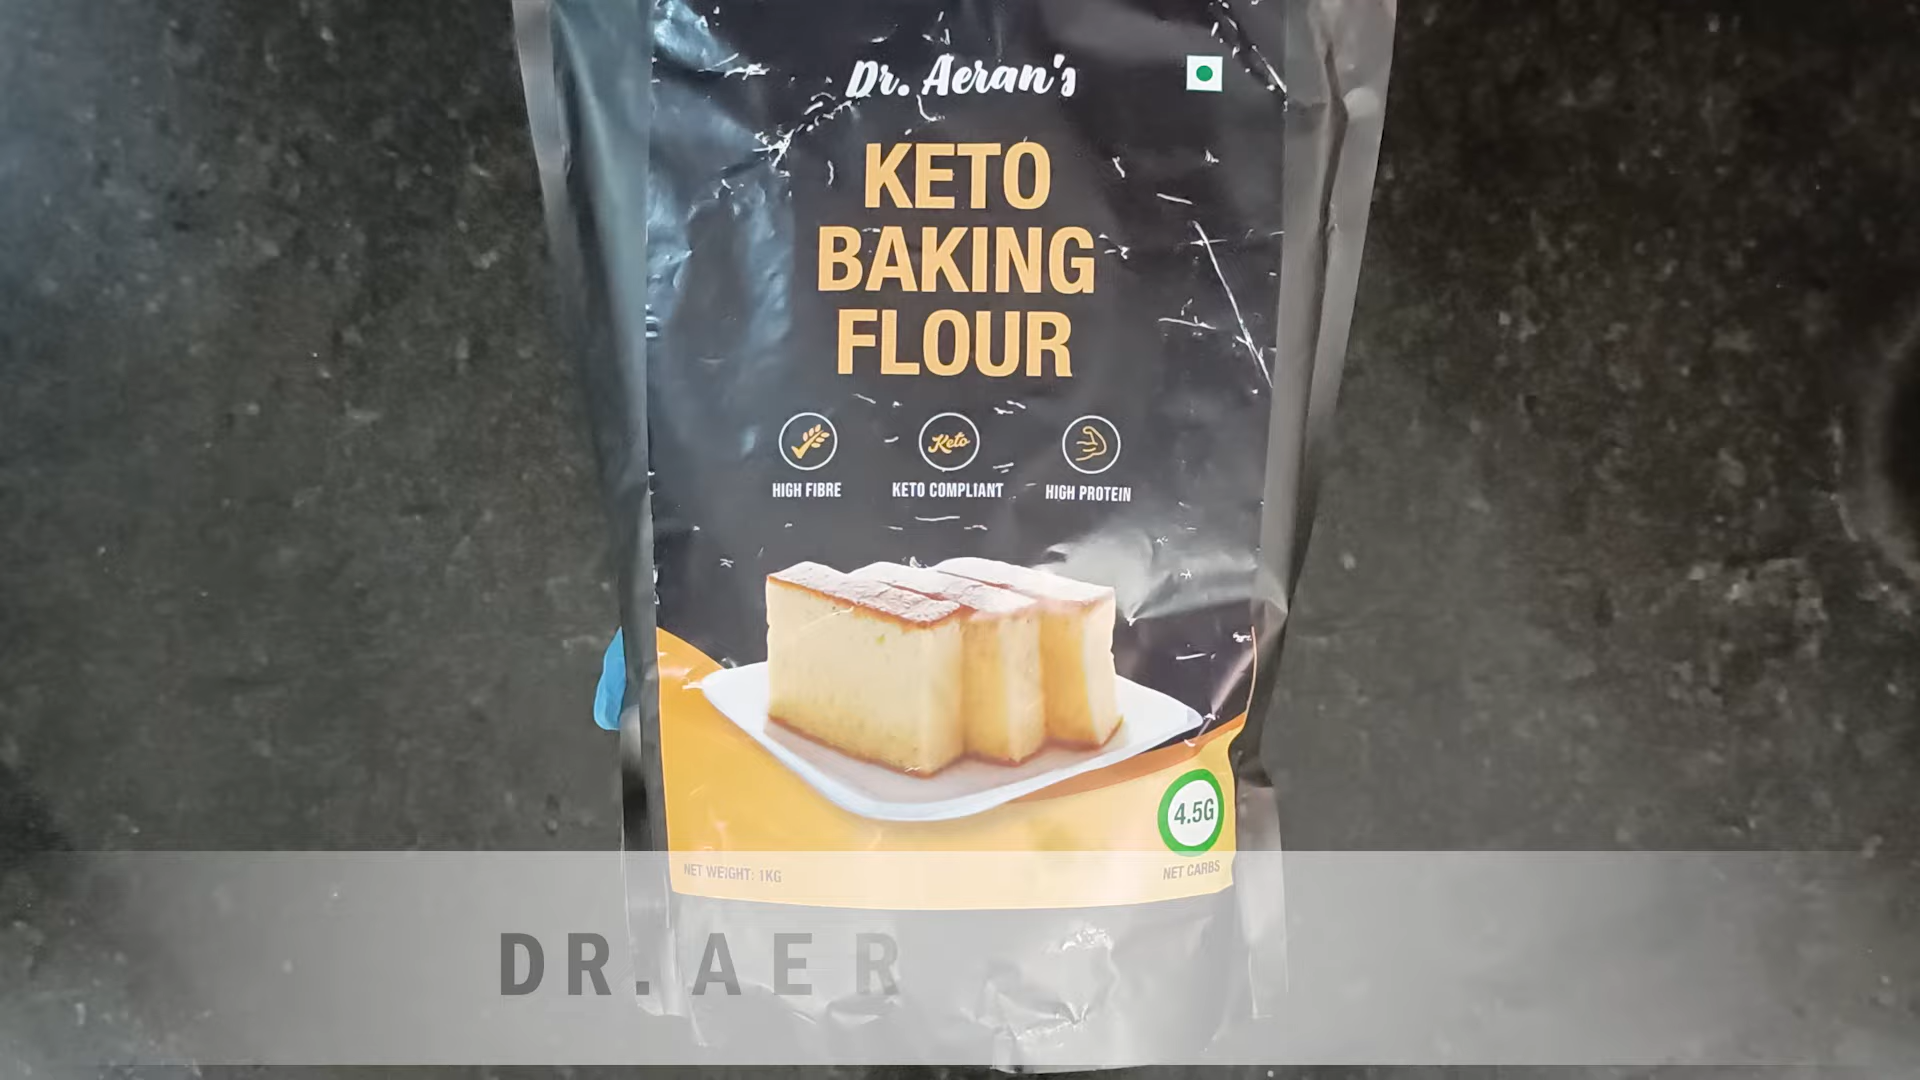 Dr. Aeran's
KETO
BAKING
FLOUR
Keto
HIGH FIBRE
KETO COMPLIANT
HIGH PROTEIN
4.5G
NET WEIGHT: 1KG
NET CARBS
DR. AER